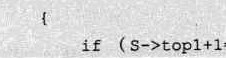 {
if (S->top1+1=